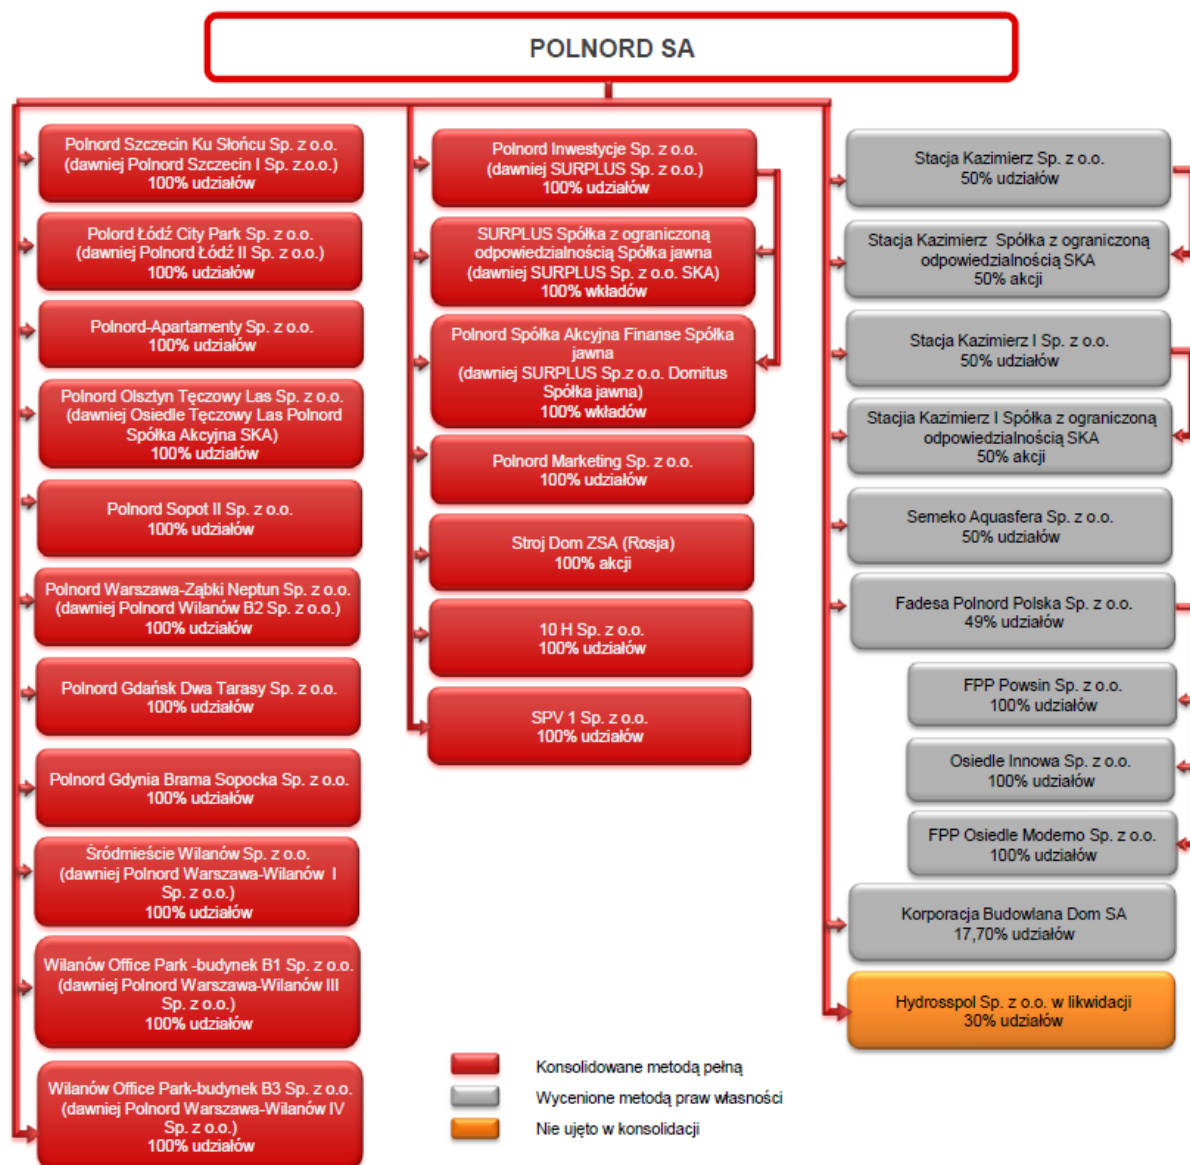 POLNORD SA
Polnord Szczecin Ku Słońcu Sp. z o.o.
(dawniej Polnord Szczecin I Sp. z.o.o.)
100% udziałów
Polord Łódź City Park Sp. z o.o.
(dawniej Polnord Łódź II Sp. z o.o.)
100% udziałów
Polnord-Apartamenty Sp. z o.o.
100% udziałów
Polnord Olsztyn Tęczowy Las Sp. z o.o.
(dawniej Osiedle Tęczowy Las Polnord
Spółka Akcyjna SKA)
100% udziałów
Polnord Sopot II Sp. z o.o.
100% udziałów
Polnord Warszawa-Ząbki Neptun Sp. z o.o.
(dawniej Polnord Wilanów B2 Sp. z o.o.)
100% udziałów
Polnord Gdańsk Dwa Tarasy Sp. z o.o.
100% udziałów
Polnord Gdynia Brama Sopocka Sp. z o.o.
100% udziałów
Śródmieście Wilanów Sp. z o.o.
(dawniej Polnord Warszawa-Wilanów I
Sp. z o.o.)
100% udziałów
Wilanów Office Park -budynek B1 Sp. z o.o.
(dawniej Polnord Warszawa-Wilanów III
Sp. z o.o.)
100% udziałów
Wilanów Office Park-budynek B3 Sp. z o.o.
(dawniej Polnord Warszawa-Wilanów IV
Sp. z o.o.)
100% udziałów
Polnord Inwestycje Sp. z o.o.
(dawniej SURPLUS Sp. z o.o.)
100% udziałów
SURPLUS Spółka z ograniczoną
odpowiedzialnością Spółka jawna
(dawniej SURPLUS Sp. z o.o. SKA)
100% wkładów
Polnord Spółka Akcyjna Finanse Spółka
jawna
(dawniej SURPLUS Sp.z o.o. Domitus
Spółka jawna)
100% wkładów
Polnord Marketing Sp. z o.o.
100% udziałów
Stroj Dom ZSA (Rosja)
100% akcji
10 H Sp. z o.o.
100% udziałów
SPV 1 Sp. z o.o.
100% udziałów
Stacja Kazimierz Sp. z o.o.
50% udziałów
Stacja Kazimierz Spółka z ograniczoną
odpowiedzialnością SKA
50% akcji
Stacja Kazimierz I Sp. z o.o.
50% udziałów
Stacjia Kazimierz I Spółka z ograniczoną
odpowiedzialnością SKA
50% akcji
Semeko Aquasfera Sp. z o.o.
50% udziałów
Fadesa Polnord Polska Sp. z o.o.
49% udziałów
FPP Powsin Sp. z o.o.
100% udziałów
Osiedle Innowa Sp. z o.o.
100% udziałów
FPP Osiedle Moderno Sp. z o.o.
100% udziałów
Korporacja Budowlana Dom SA
17,70% udziałów
Hydrosspol Sp. z o.o. w likwidacji
30% udziałów
Konsolidowane metodą pełną
Wycenione metodą praw własności
Nie ujęto w konsolidacji